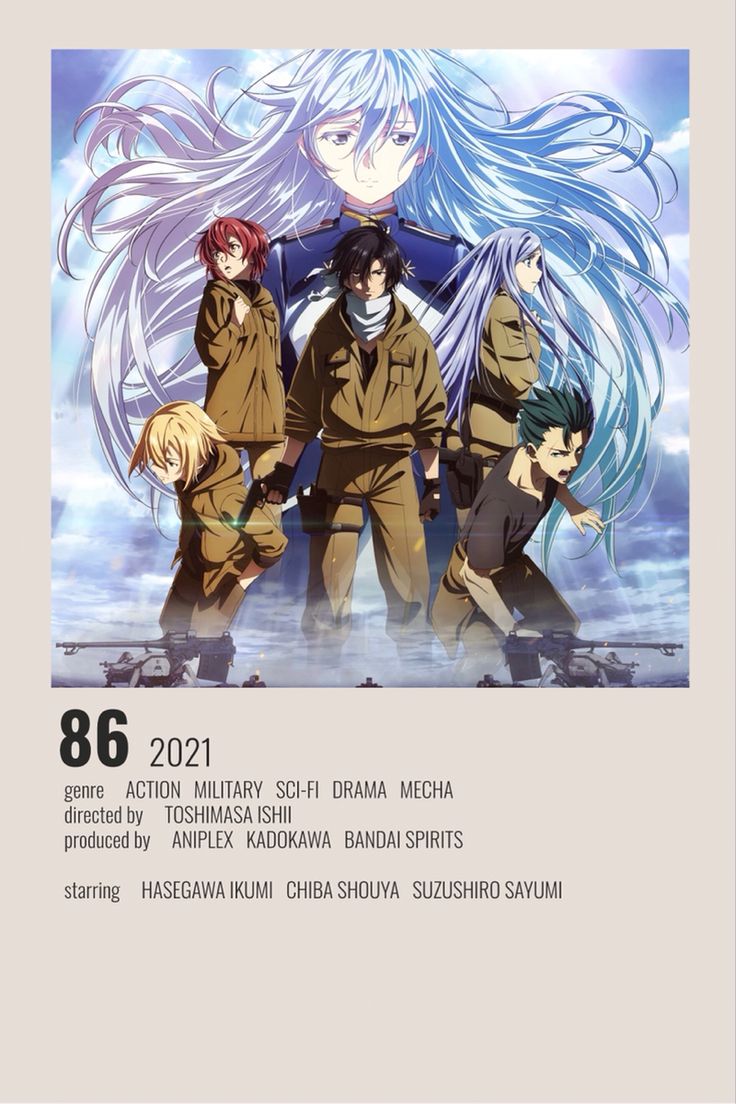 86 2021
genre ACTION MILITARY SCI-FI DRAMA MECHA
directed by TOSHIMASA ISHII
produced by ANIPLEX KADOKAWA BANDAI SPIRITS
starring HASEGAWA IKUMI CHIBA SHOUYA SUZUSHIRO SAYUMI